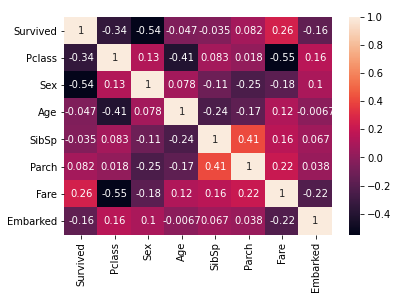 Survived 1 -0.34 -0.54 -0.047 -0.035 0.082 0.26 -0.16
Pclass -0.34 1 0.13 -0.41 0.083 0.018 -0.55 0.16
Sex -0.54 0.13 1 0.078 -0.11 -0.25 -0.18 0.1
Age -0.047 -0.41 0.078 1 -0.24 -0.17 0.12 -0.0067
SibSp -0.035 0.083 -0.11 -0.24 1 0.41 0.16 0.067
Parch 0.082 0.018 -0.25 -0.17 0.41 1 0.22 0.038
Fare 0.26 -0.55 -0.18 0.12 0.16 0.22 1 -0.22
Embarked -0.16 0.16 0.1 -0.0067 0.067 0.038 -0.22 1
Survived Pclass Sex Age SibSp Parch Fare Embarked
1.0
0.8
0.6
0.4
0.2
0.0
−0.2
−0.4